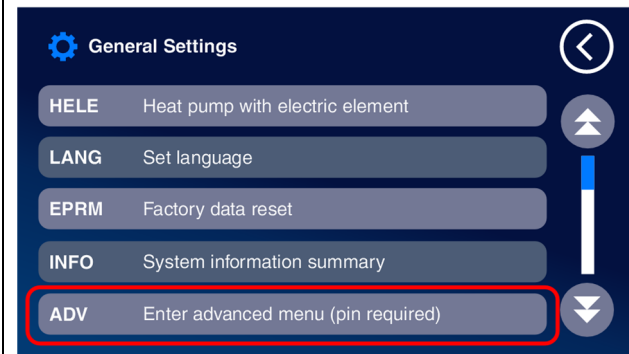 General Settings
HELE Heat pump with electric element
LANG Set language
EPRM Factory data reset
INFO System information summary
ADV Enter advanced menu (pin required)